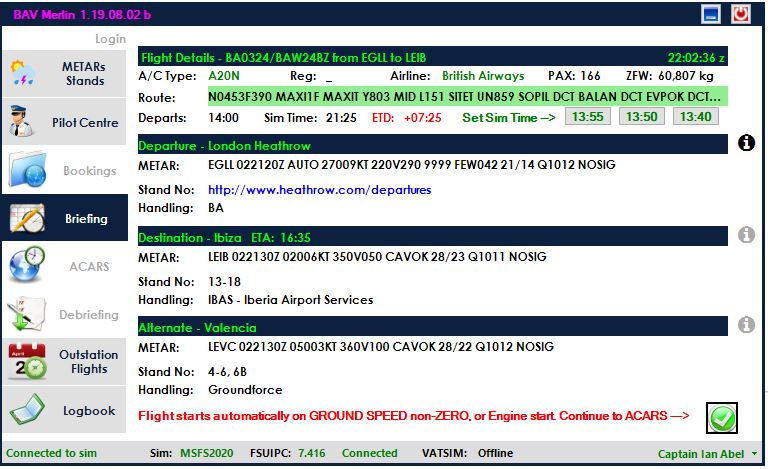 BAV Merlin 1.19.08.02 b
Login
METARs
Stands
Pilot Centre
Bookings
Briefing
ACARS
Debriefing
April
2
Outstation
Flights
Logbook
Flight Details - BA0324/BAW24BZ from EGLL to LEIB 22:02:36 z
A/C Type: A20N Reg: _ Airline: British Airways PAX: 166 ZFW: 60,807 kg
Route: N0453F390 MAXI1F MAXIT Y803 MID L151 SITET UN859 SOPIL DCT BALAN DCT EVPOK DCT...
Departs: 14:00 Sim Time: 21:25 ETD: +07:25 Set Sim Time --> 13:55 13:50 13:40
Departure - London Heathrow
METAR: EGLL 022120Z AUTO 27009KT 220V290 9999 FEW042 21/14 Q1012 NOSIG
Stand No: http://www.heathrow.com/departures
Handling: BA
Destination - Ibiza ETA: 16:35
METAR: LEIB 022130Z 02006KT 350V050 CAVOK 28/23 Q1011 NOSIG
Stand No: 13-18
Handling: IBAS - Iberia Airport Services
Alternate - Valencia
METAR: LEVC 022130Z 05003KT 360V100 CAVOK 28/22 Q1012 NOSIG
Stand No: 4-6, 6B
Handling: Groundforce
Flight starts automatically on GROUND SPEED non-ZERO, or Engine start. Continue to ACARS --->
Connected to sim Sim: MSFS2020 FSUIPC: 7.416 Connected VATSIM: Offline Captain Ian Abel